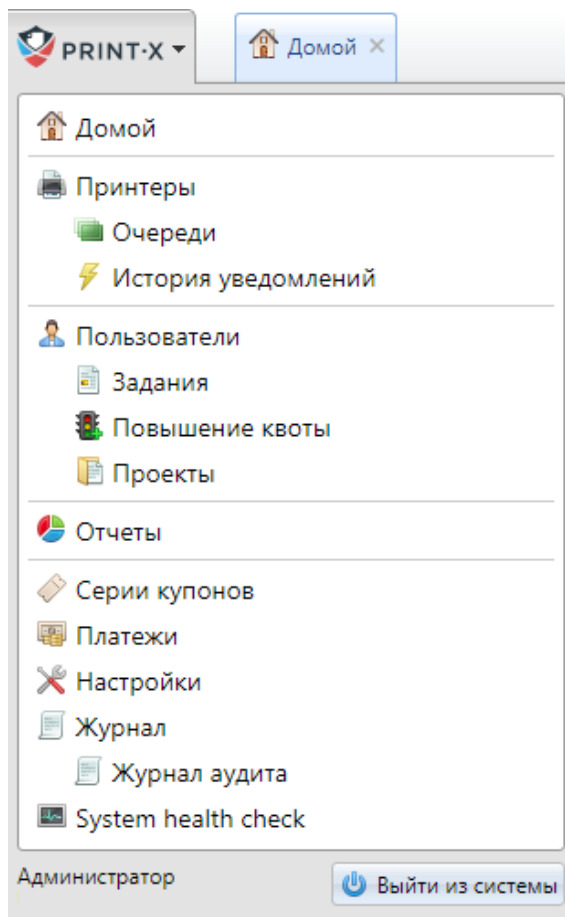 PRINT·X
Домой
Домой
Принтеры
Очереди
История уведомлений
Пользователи
Задания
Повышение квоты
Проекты
Отчеты
Серии купонов
Платежи
Настройки
Журнал
Журнал аудита
System health check
Администратор
Выйти из системы